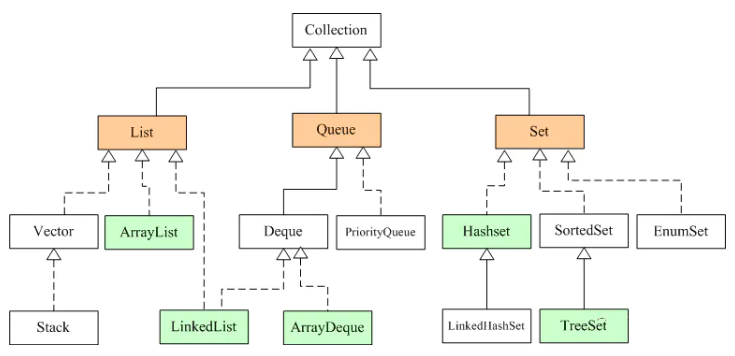 Collection
List
Queue
Set
Vector
ArrayList
Deque
PriorityQueue
Hashset
SortedSet
EnumSet
Stack
LinkedList
ArrayDeque
LinkedHashSet
TreeSet